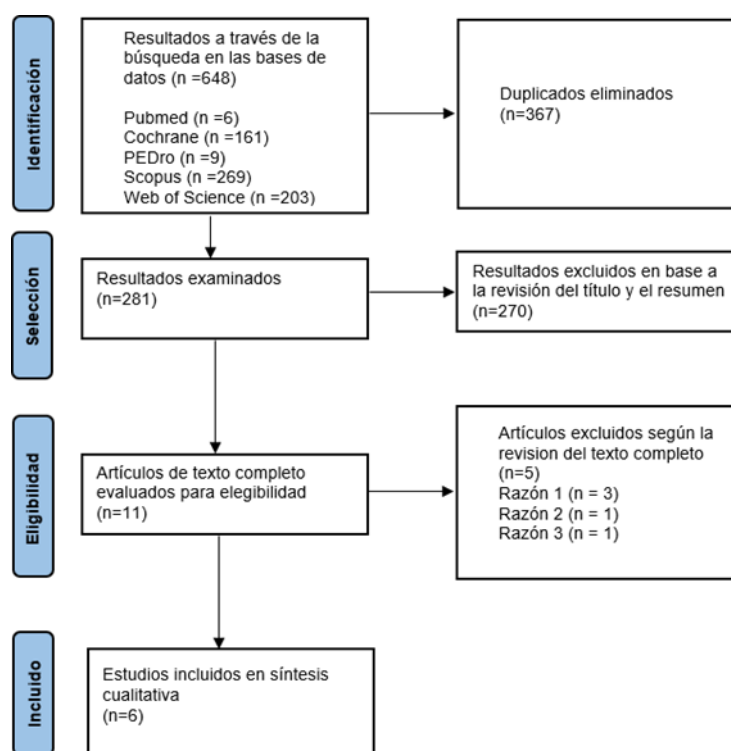 Identificación
Resultados a través de la
búsqueda en las bases de
datos (n =648)
Pubmed (n =6)
Cochrane (n =161)
PEDro (n =9)
Scopus (n =269)
Web of Science (n =203)
Duplicados eliminados
(n=367)
Selección
Resultados examinados
(n=281)
Resultados excluidos en base a
la revisión del título y el resumen
(n=270)
Eligibilidad
Artículos de texto completo
evaluados para elegibilidad
(n=11)
Artículos excluidos según la
revision del texto completo
(n=5)
Razón 1 (n = 3)
Razón 2 (n = 1)
Razón 3 (n = 1)
Incluido
Estudios incluidos en síntesis
cualitativa
(n=6)